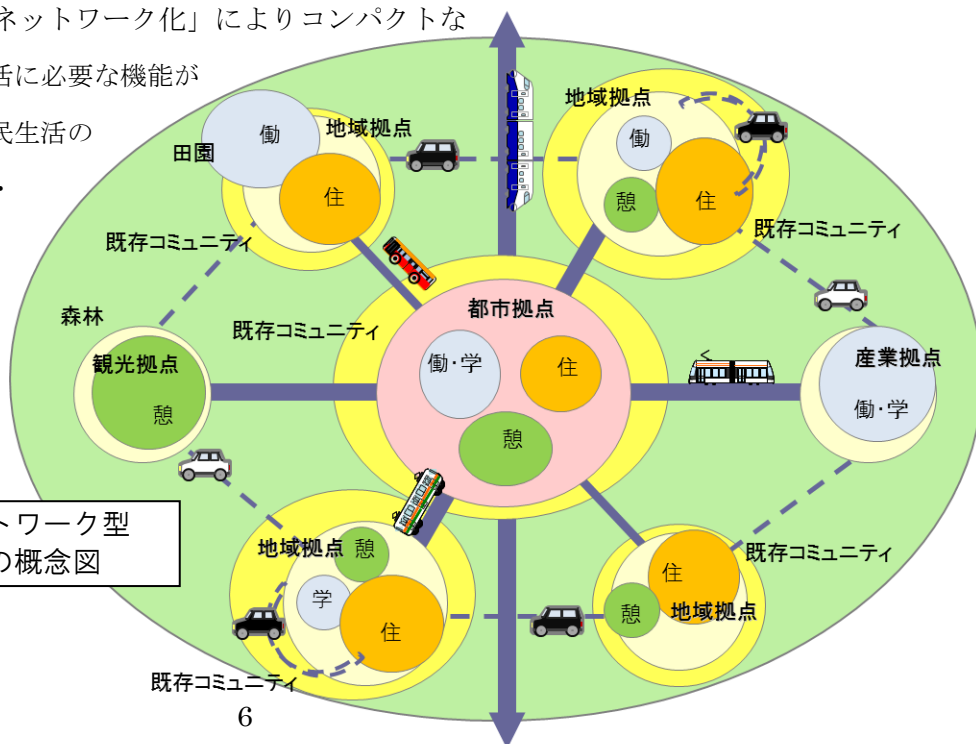 ネットワーク化」によりコンパクトな
活に必要な機能が
民生活の
地域拠点
働
田園
住
既存コミュニティ
地域拠点
働
憩
住
既存コミュニティ
森林
既存コミュニティ
都市拠点
働・学
住
憩
観光拠点
憩
産業拠点
働・学
トワーク型
の概念図
地域拠点
憩
学
住
既存コミュニティ
既存コミュニティ
住
憩
地域拠点
6